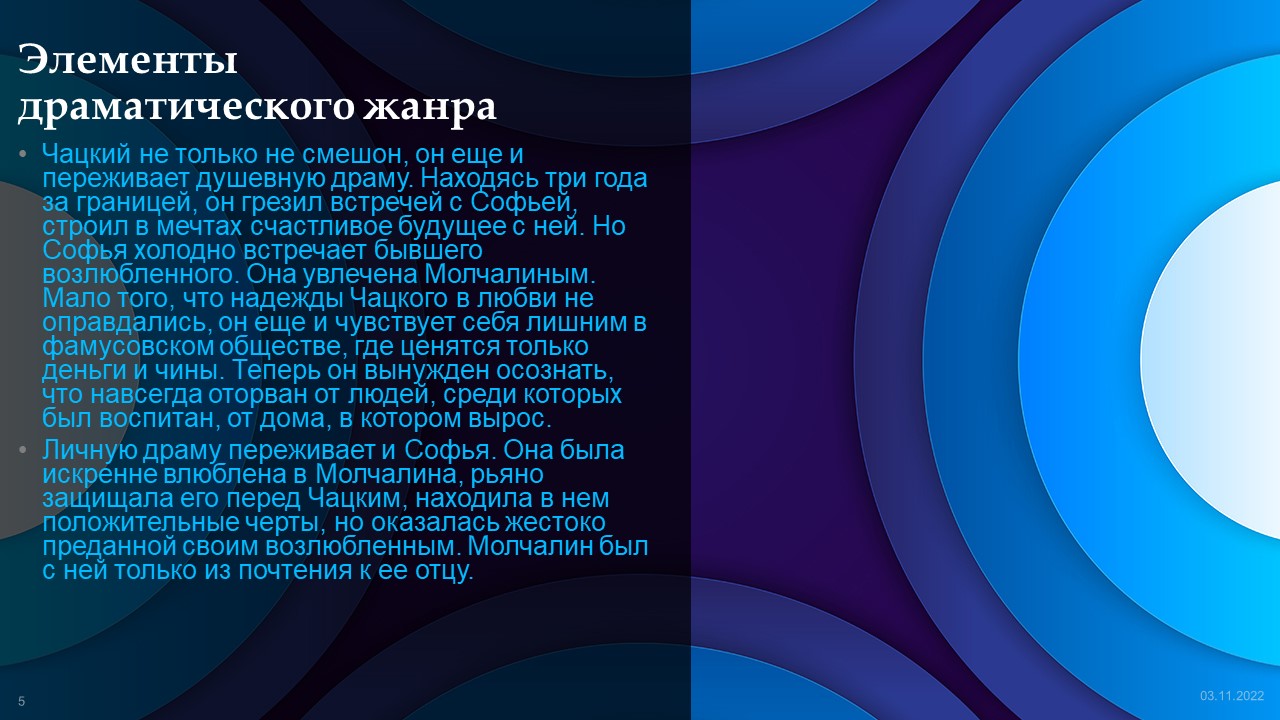 Элементы
драматического жанра
• Чацкий не только не смешон, он еще и
переживает душевную драму. Находясь три года
за границей, он грезил встречей с Софьей,
строил в мечтах счастливое будущее с ней. Но
Софья холодно встречает бывшего
возлюбленного. Она увлечена Молчалиным.
Мало того, что надежды Чацкого в любви не
оправдались, он еще и чувствует себя лишним в
фамусовском обществе, где ценятся только
деньги и чины. Теперь он вынужден осознать,
что навсегда оторван от людей, среди которых
был воспитан, от дома, в котором вырос.
• Личную драму переживает и Софья. Она была
искренне влюблена в Молчалина, рьяно
защищала его перед Чацким, находила в нем
положительные черты, но оказалась жестоко
преданной своим возлюбленным. Молчалин был
с ней только из почтения к ее отцу.
5
03.11.2022